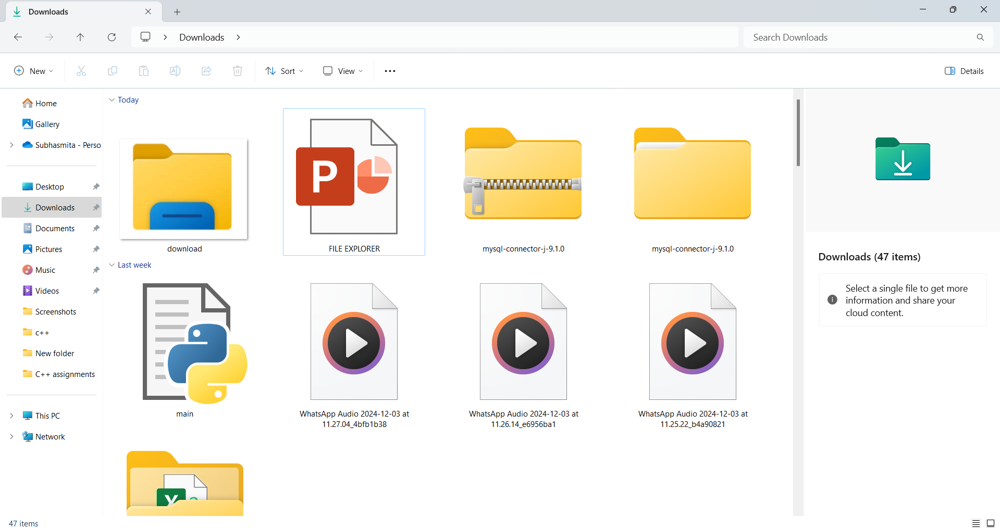 Downloads
Downloads
Search Downloads
New
Sort
View
Details
Home
Gallery
Subhasmita - Perso
Desktop
Downloads
Documents
Pictures
Music
Videos
Screenshots
c++
New folder
C++ assignments
This PC
Network
Today
P
download
FILE EXPLORER
mysql-connector-j-9.1.0
mysql-connector-j-9.1.0
Last week
main
WhatsApp Audio 2024-12-03 at
11.27.04_4bfb1b38
WhatsApp Audio 2024-12-03 at
11.26.14_e6956ba1
WhatsApp Audio 2024-12-03 at
11.25.22_b4a90821
X
Downloads (47 items)
Select a single file to get more
information and share your
cloud content.
47 items